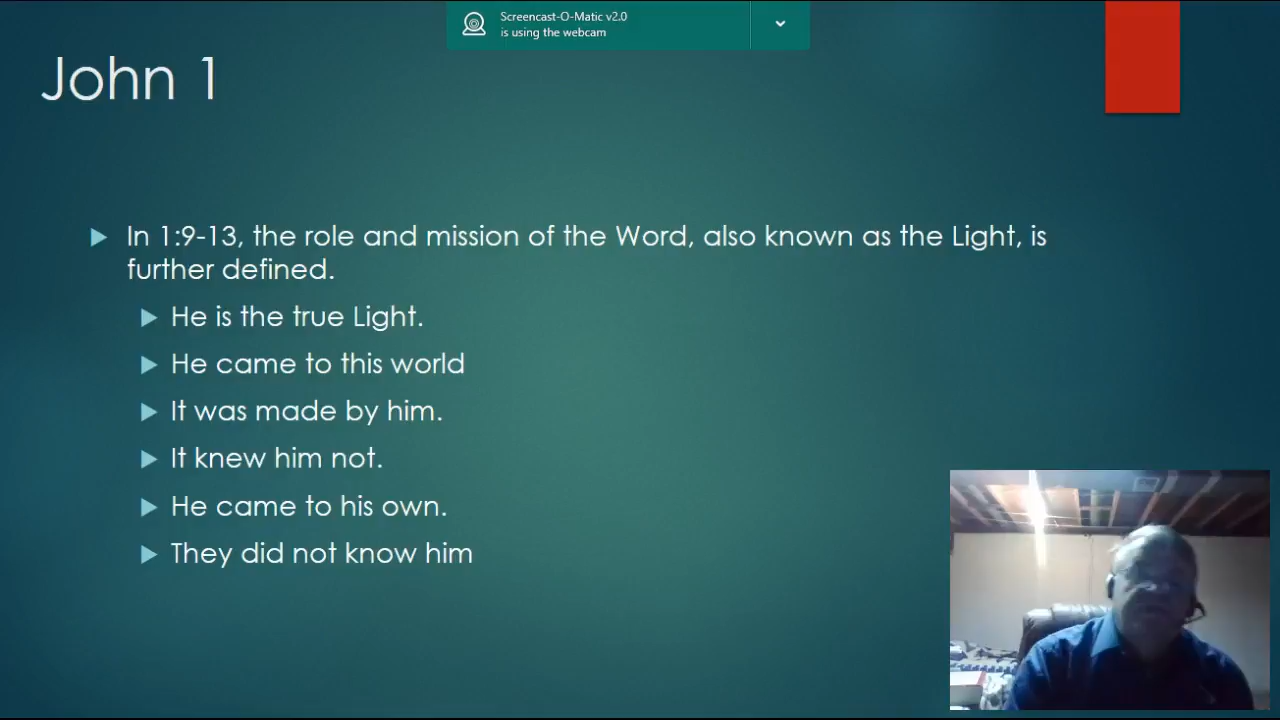 Screencast-O-Matic v2.0
is using the webcam
John 1
In 1:9-13, the role and mission of the Word, also known as the Light, is
further defined.
He is the true Light.
He came to this world
It was made by him.
It knew him not.
He came to his own.
They did not know him